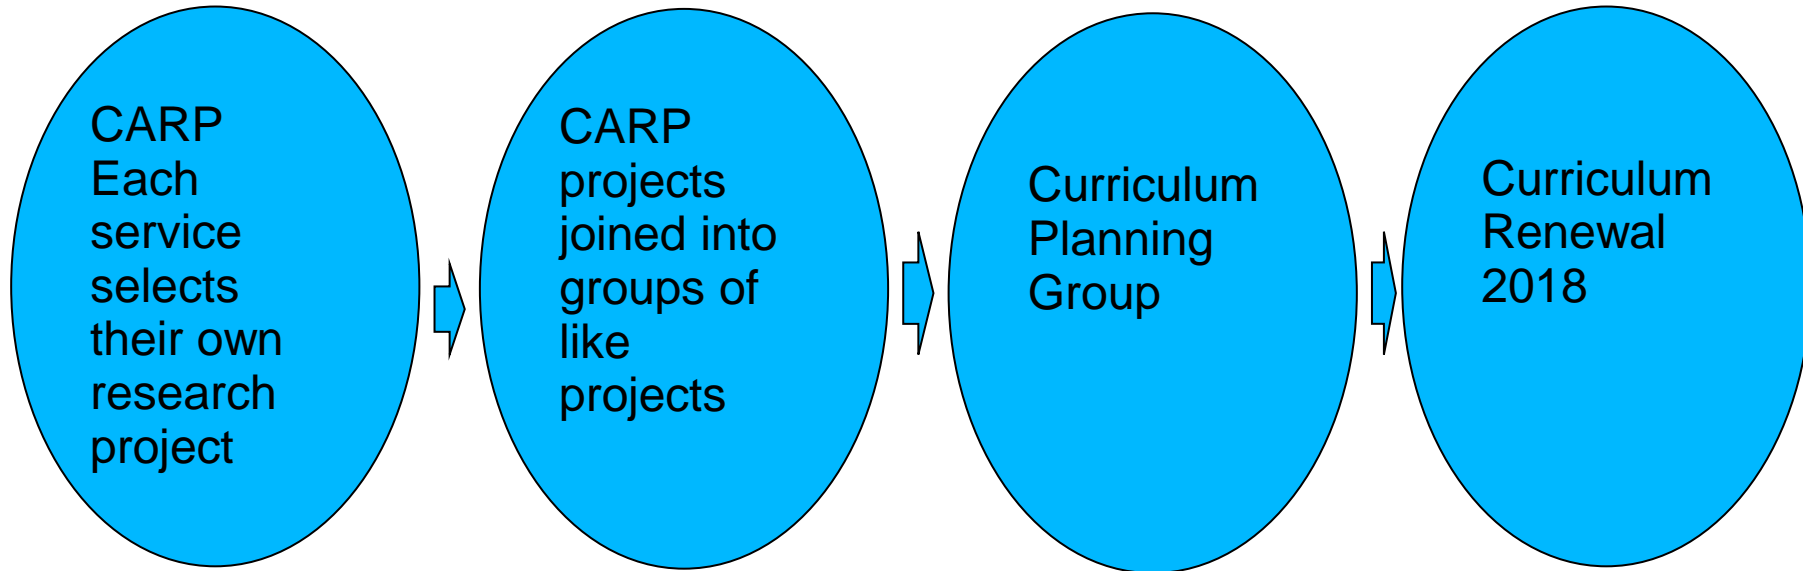 CARP
Each
service
selects
their own
research
project
CARP
projects
joined into
groups of
like
projects
Curriculum
Planning
Group
Curriculum
Renewal
2018